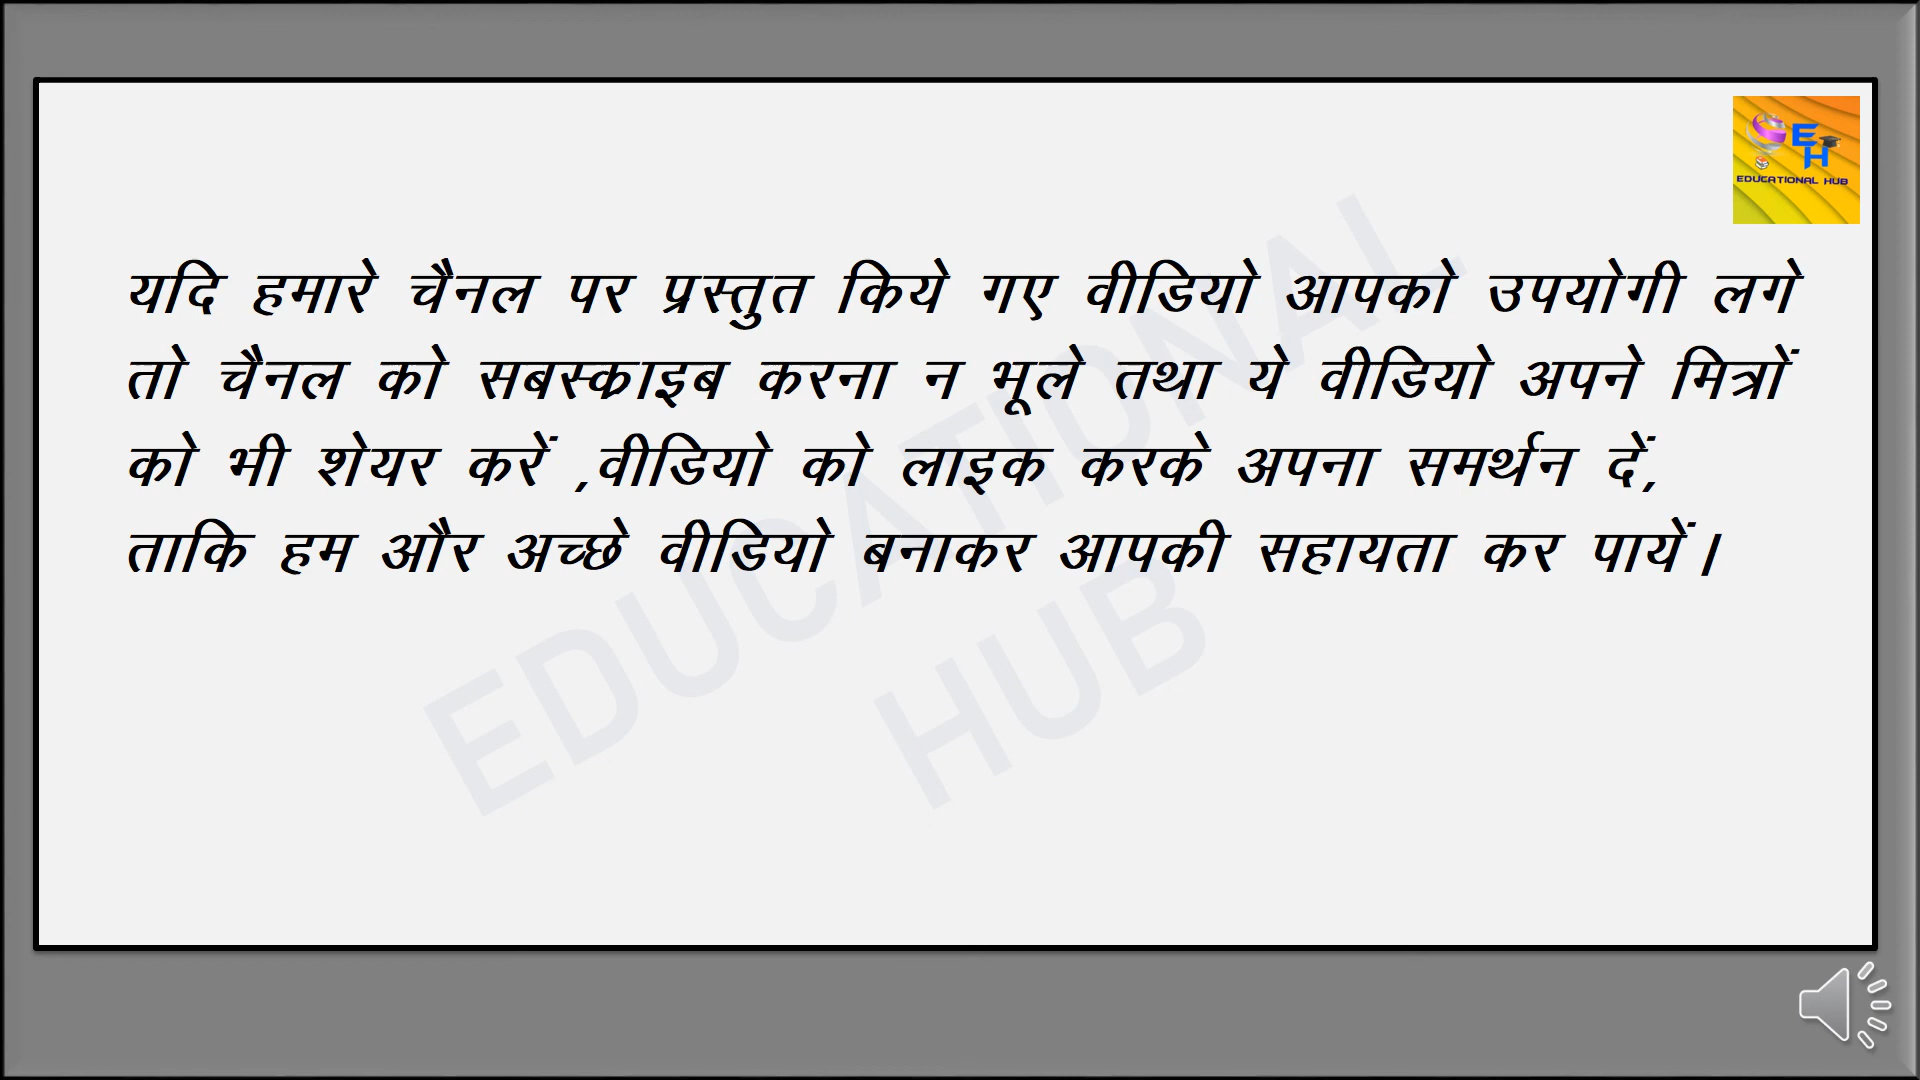 EH
EDUCATIONAL HUB
यदि हमारे चैनल पर प्रस्तुत किये गए वीडियो आपको उपयोगी लगे
तो चैनल को सबस्क्राइब करना न भूले तथा ये वीडियो अपने मित्रों
को भी शेयर करें ,वीडियो को लाइक करके अपना समर्थन दें,
ताकि हम और अच्छे वीडियो बनाकर आपकी सहायता कर पायें।
EDUCATIONAL
HUB